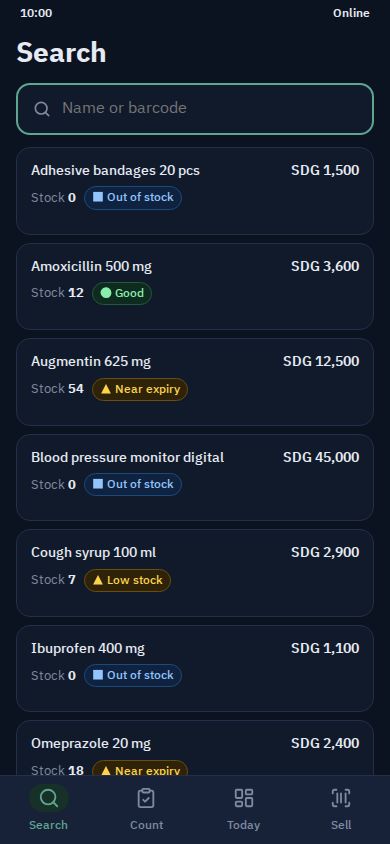 10:00 Online
Search
Name or barcode
Adhesive bandages 20 pcs SDG 1,500
Stock 0 Out of stock
Amoxicillin 500 mg SDG 3,600
Stock 12 Good
Augmentin 625 mg SDG 12,500
Stock 54 Near expiry
Blood pressure monitor digital SDG 45,000
Stock 0 Out of stock
Cough syrup 100 ml SDG 2,900
Stock 7 Low stock
Ibuprofen 400 mg SDG 1,100
Stock 0 Out of stock
Omeprazole 20 mg SDG 2,400
Stock 18 Near expiry
Search Count Today Sell